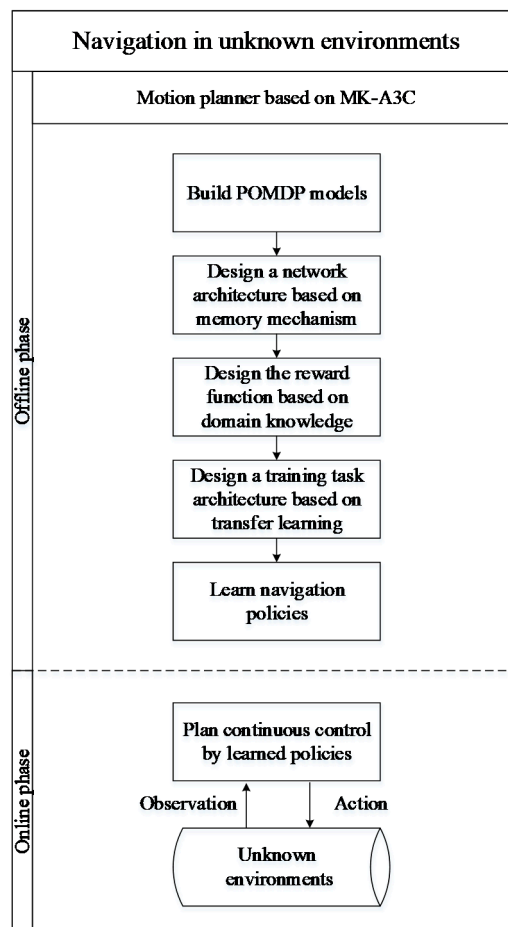 Navigation in unknown environments
Motion planner based on MK-A3C
Offline phase
Build POMDP models
Design a network
architecture based on
memory mechanism
Design the reward
function based on
domain knowledge
Design a training task
architecture based on
transfer learning
Learn navigation
policies
Online phase
Plan continuous control
by learned policies
Observation
Action
Unknown
environments